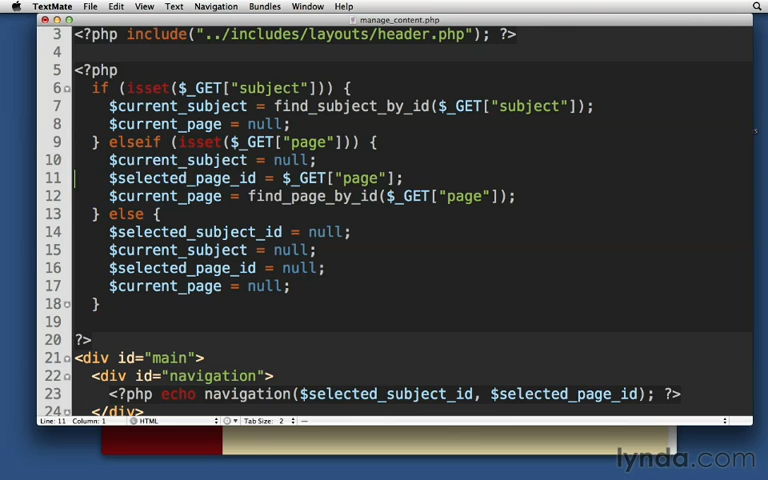 TextMate File Edit View Text Navigation Bundles Window Help
manage_content.php
3 <?php include("../includes/layouts/header.php"); ?>
4
5 <?php
6 if (isset($_GET["subject"])) {
7 $current_subject = find_subject_by_id($_GET["subject"]);
8 $current_page = null;
9 } elseif (isset($_GET["page"])) {
10 $current_subject = null;
11 $selected_page_id = $_GET["page"];
12 $current_page = find_page_by_id($_GET["page"]);
13 } else {
14 $selected_subject_id = null;
15 $current_subject = null;
16 $selected_page_id = null;
17 $current_page = null;
18 }
19
20 ?>
21 <div id="main">
22 <div id="navigation">
23 <?php echo navigation($selected_subject_id, $selected_page_id); ?>
24 </div>
Line: 11 Column: 1 HTML Tab Size: 2 —
lynda.com